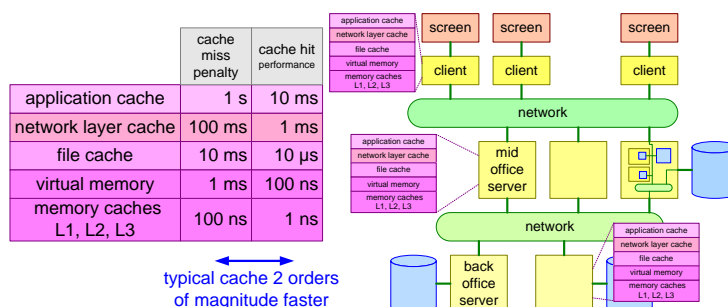 cache miss penalty
cache hit performance
application cache 1 s 10 ms
network layer cache 100 ms 1 ms
file cache 10 ms 10 µs
virtual memory 1 ms 100 ns
memory caches L1, L2, L3 100 ns 1 ns
typical cache 2 orders
of magnitude faster
application cache
network layer cache
file cache
virtual memory
memory caches
L1, L2, L3
screen
screen
screen
client
client
client
network
application cache
network layer cache
file cache
virtual memory
memory caches
L1, L2, L3
mid
office
server
network
application cache
network layer cache
file cache
virtual memory
memory caches
L1, L2, L3
back
office
server